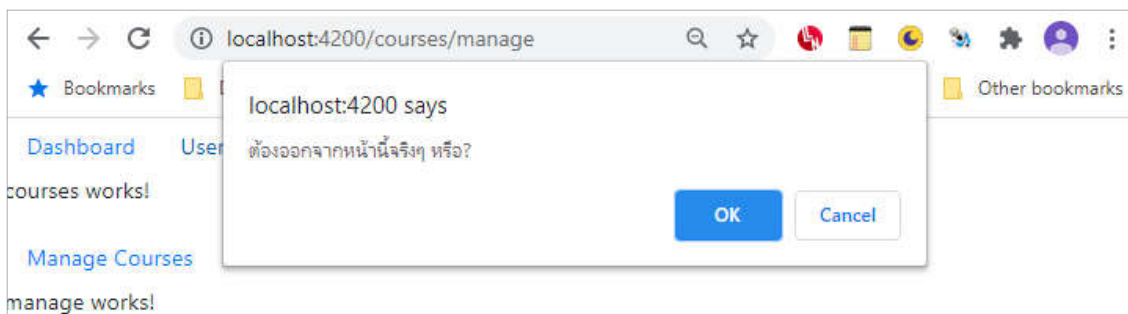 localhost:4200/courses/manage
Bookmarks
Other bookmarks
localhost:4200 says
ต้องออกจากหน้านี้จริงๆ หรือ?
OK Cancel
Dashboard User
courses works!
Manage Courses
manage works!